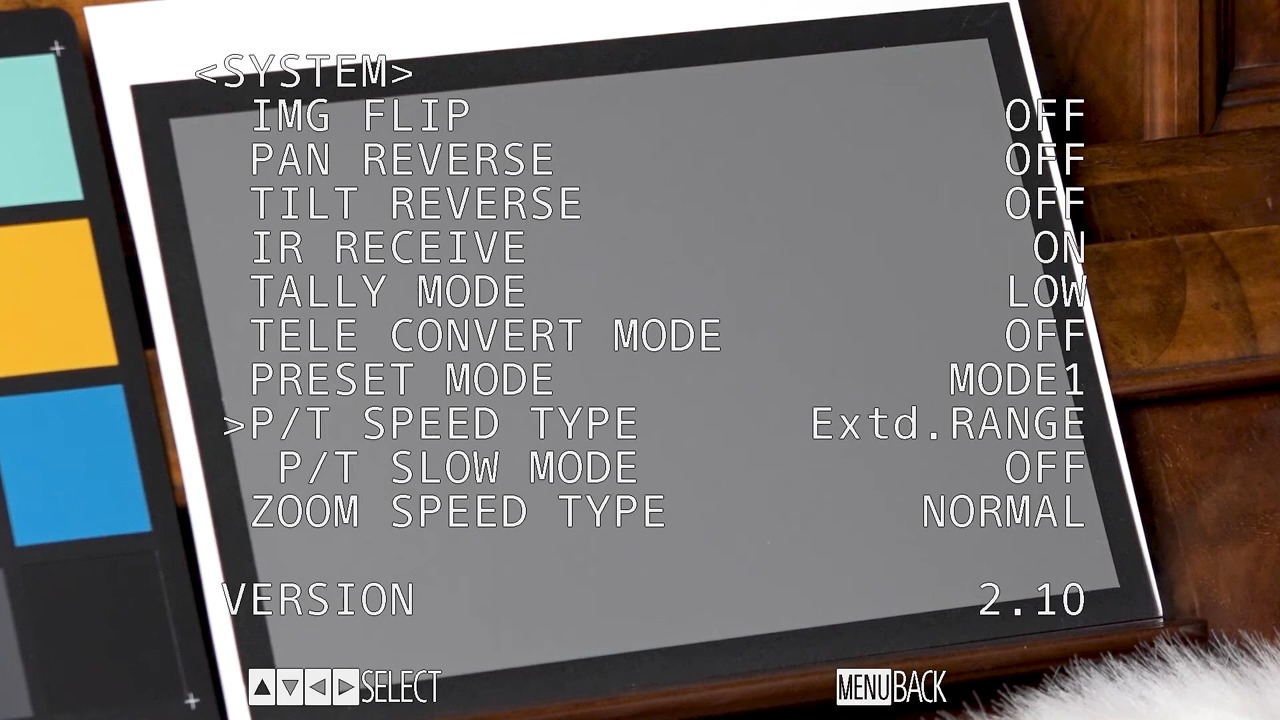 <SYSTEM>
IMG FLIP OFF
PAN REVERSE OFF
TILT REVERSE OFF
IR RECEIVE ON
TALLY MODE LOW
TELE CONVERT MODE OFF
PRESET MODE MODE1
>P/T SPEED TYPE Extd.RANGE
P/T SLOW MODE OFF
ZOOM SPEED TYPE NORMAL
VERSION 2.10
▲▽◁▷SELECT MENU BACK